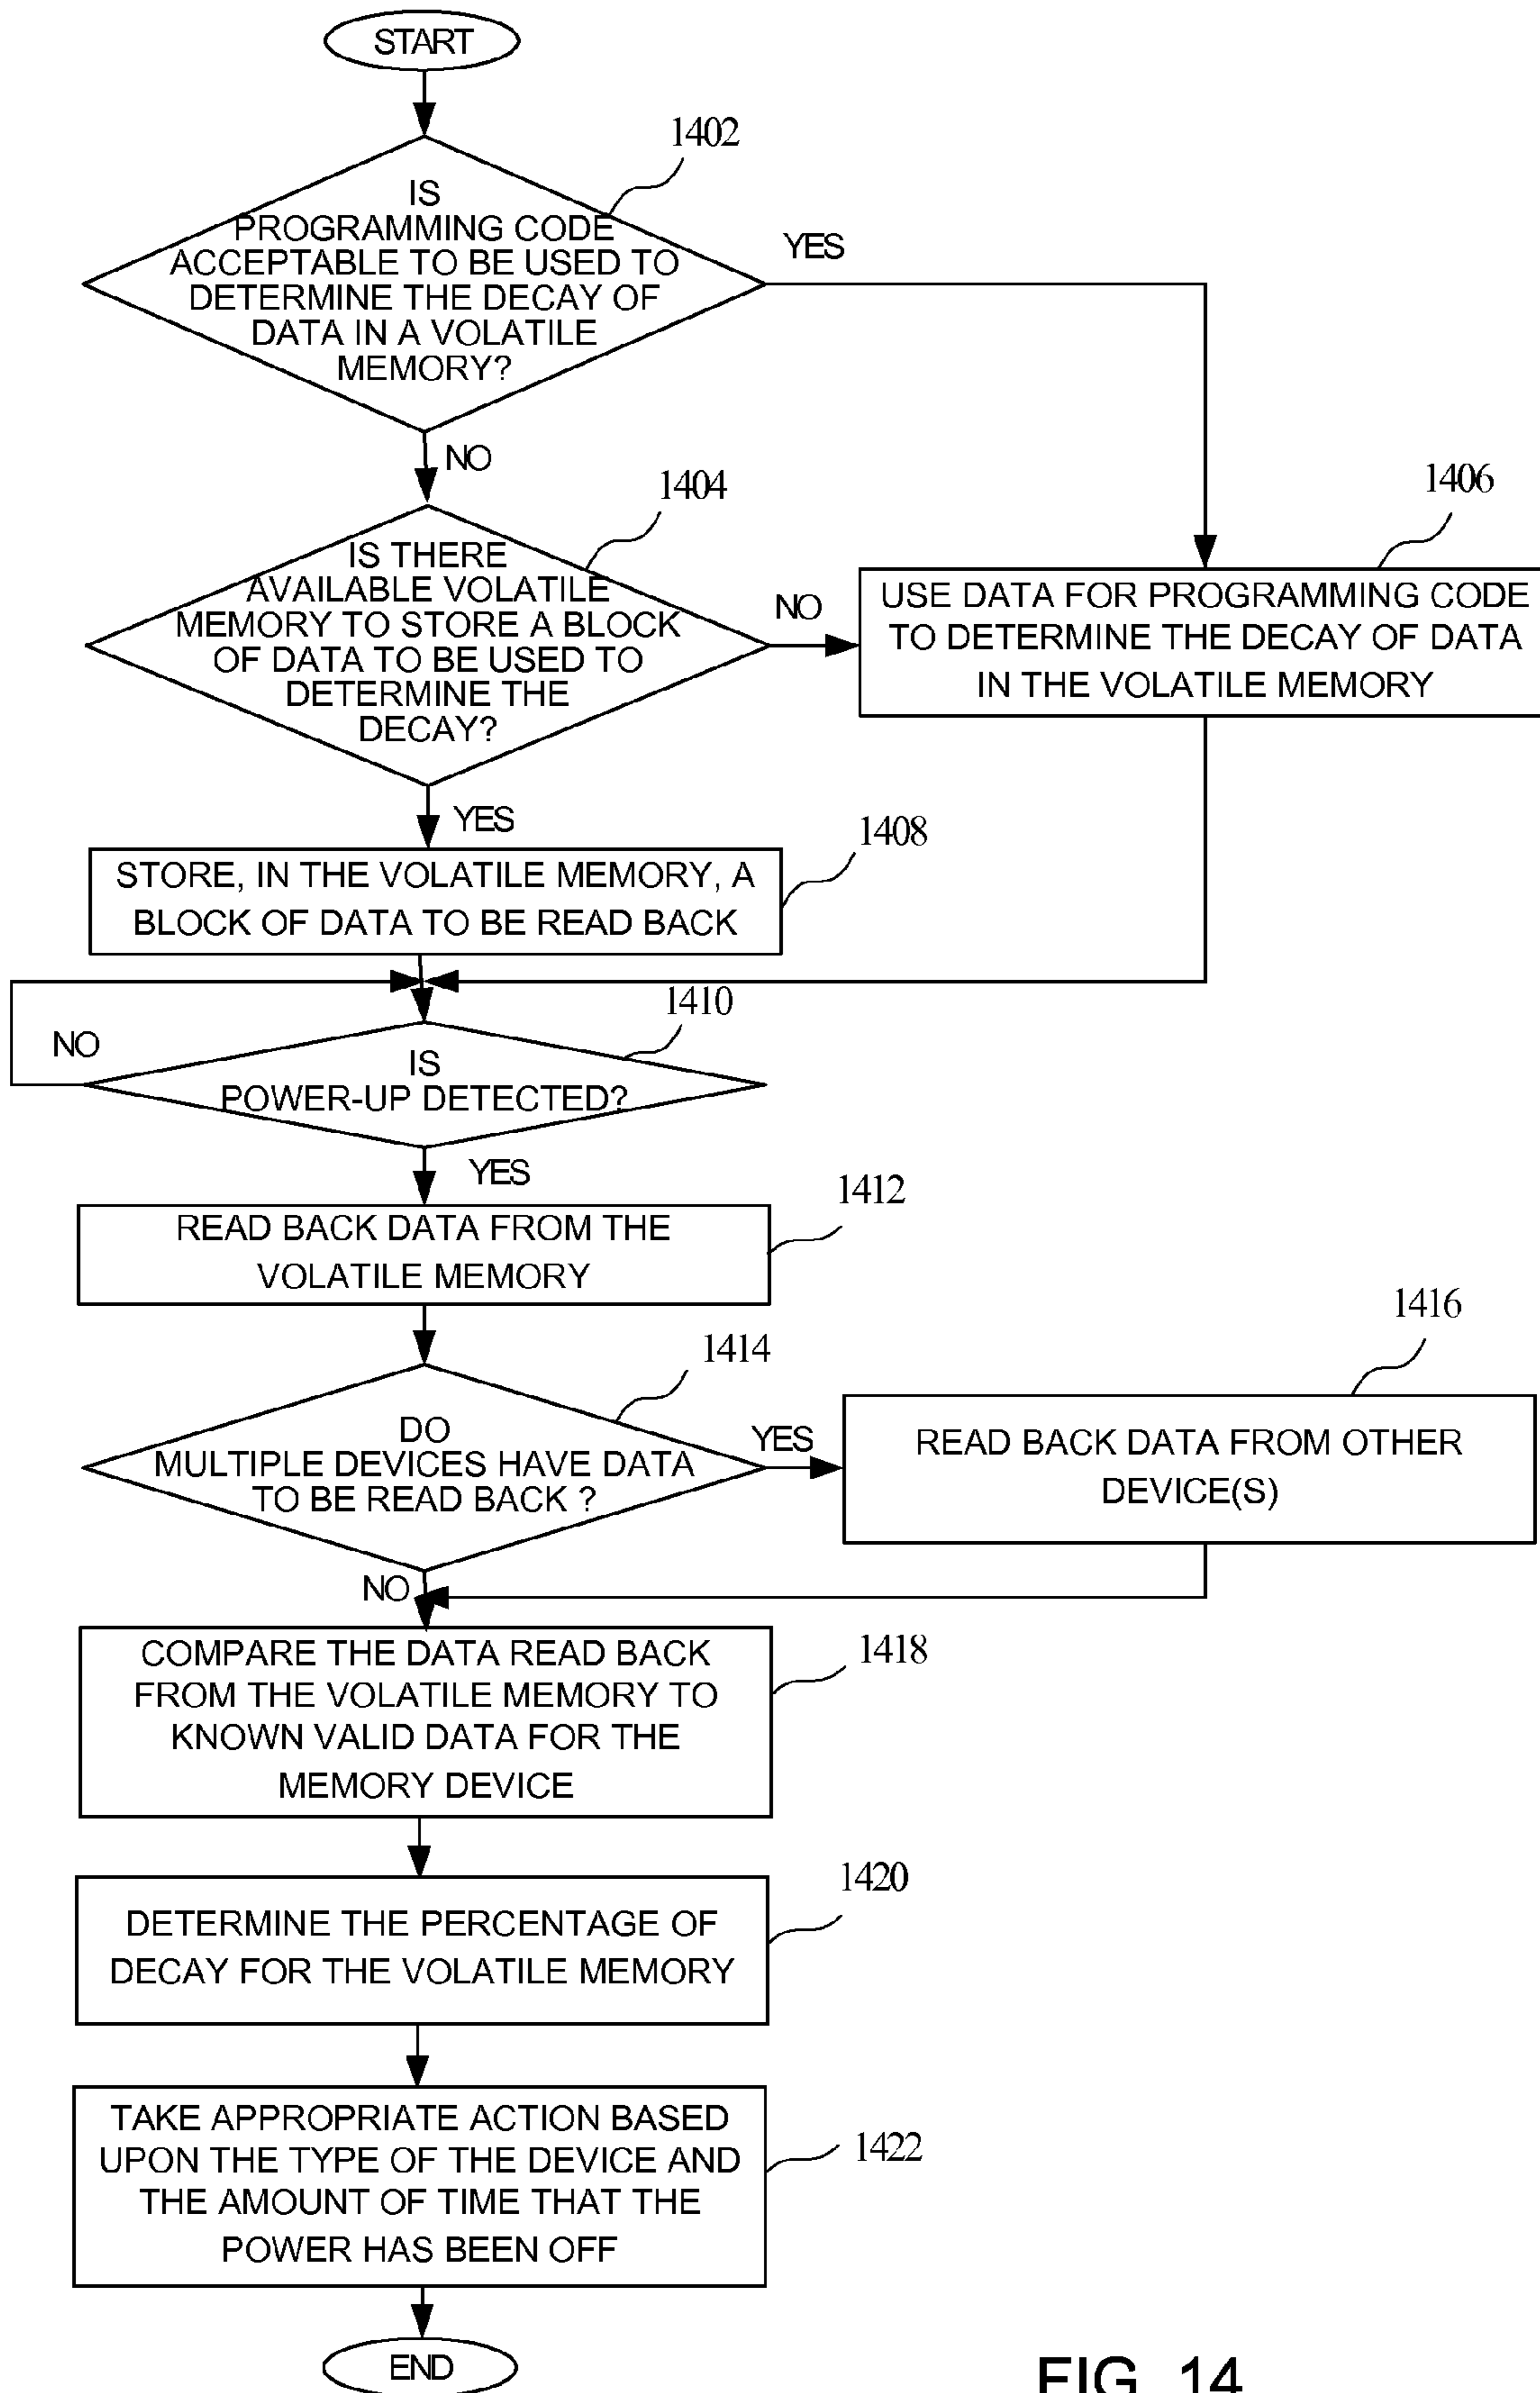 START
1402
IS
PROGRAMMING CODE
ACCEPTABLE TO BE USED TO
DETERMINE THE DECAY OF
DATA IN A VOLATILE
MEMORY?
YES
NO
1404
1406
IS THERE
AVAILABLE VOLATILE
MEMORY TO STORE A BLOCK
OF DATA TO BE USED TO
DETERMINE THE
DECAY?
NO
USE DATA FOR PROGRAMMING CODE
TO DETERMINE THE DECAY OF DATA
IN THE VOLATILE MEMORY
YES
1408
STORE, IN THE VOLATILE MEMORY, A
BLOCK OF DATA TO BE READ BACK
1410
NO
IS
POWER-UP DETECTED?
YES
1412
READ BACK DATA FROM THE
VOLATILE MEMORY
1414
1416
DO
MULTIPLE DEVICES HAVE DATA
TO BE READ BACK ?
YES
READ BACK DATA FROM OTHER
DEVICE(S)
NO
1418
COMPARE THE DATA READ BACK
FROM THE VOLATILE MEMORY TO
KNOWN VALID DATA FOR THE
MEMORY DEVICE
1420
DETERMINE THE PERCENTAGE OF
DECAY FOR THE VOLATILE MEMORY
1422
TAKE APPROPRIATE ACTION BASED
UPON THE TYPE OF THE DEVICE AND
THE AMOUNT OF TIME THAT THE
POWER HAS BEEN OFF
END
FIG. 14